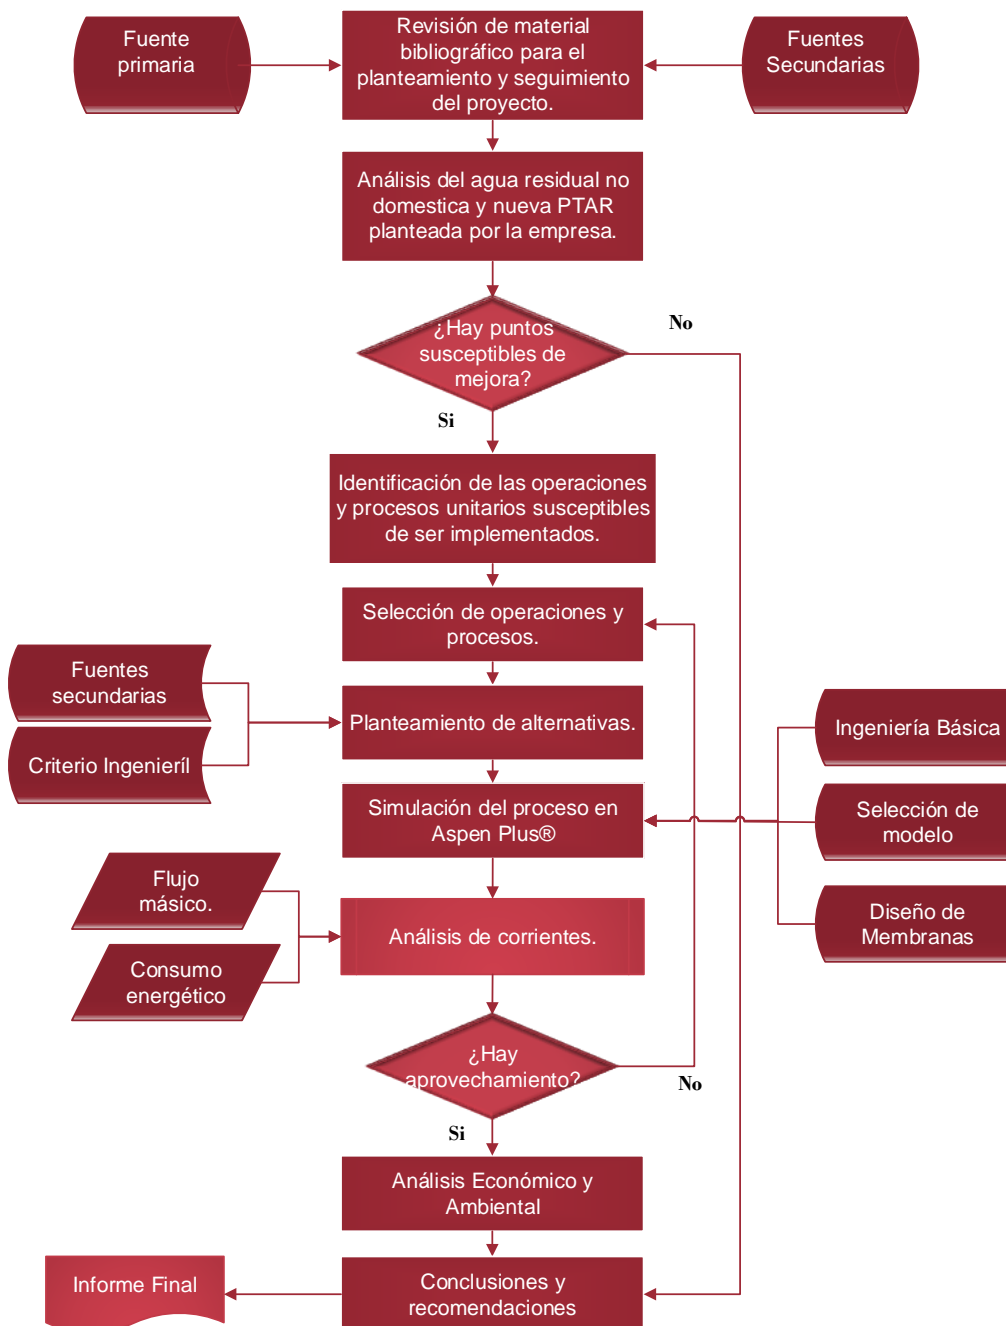 Fuente
primaria
Revisión de material
bibliográfico para el
planteamiento y seguimiento
del proyecto.
Fuentes
Secundarias
Análisis del agua residual no
domestica y nueva PTAR
planteada por la empresa.
¿Hay puntos
susceptibles de
mejora?
No
Si
Identificación de las operaciones
y procesos unitarios susceptibles
de ser implementados.
Selección de operaciones y
procesos.
Fuentes
secundarias
Criterio Ingenieríl
Planteamiento de alternativas.
Ingeniería Básica
Simulación del proceso en
Aspen Plus®
Selección de
modelo
Diseño de
Membranas
Flujo
másico.
Consumo
energético
Análisis de corrientes.
¿Hay
aprovechamiento?
No
Si
Análisis Económico y
Ambiental
Conclusiones y
recomendaciones
Informe Final